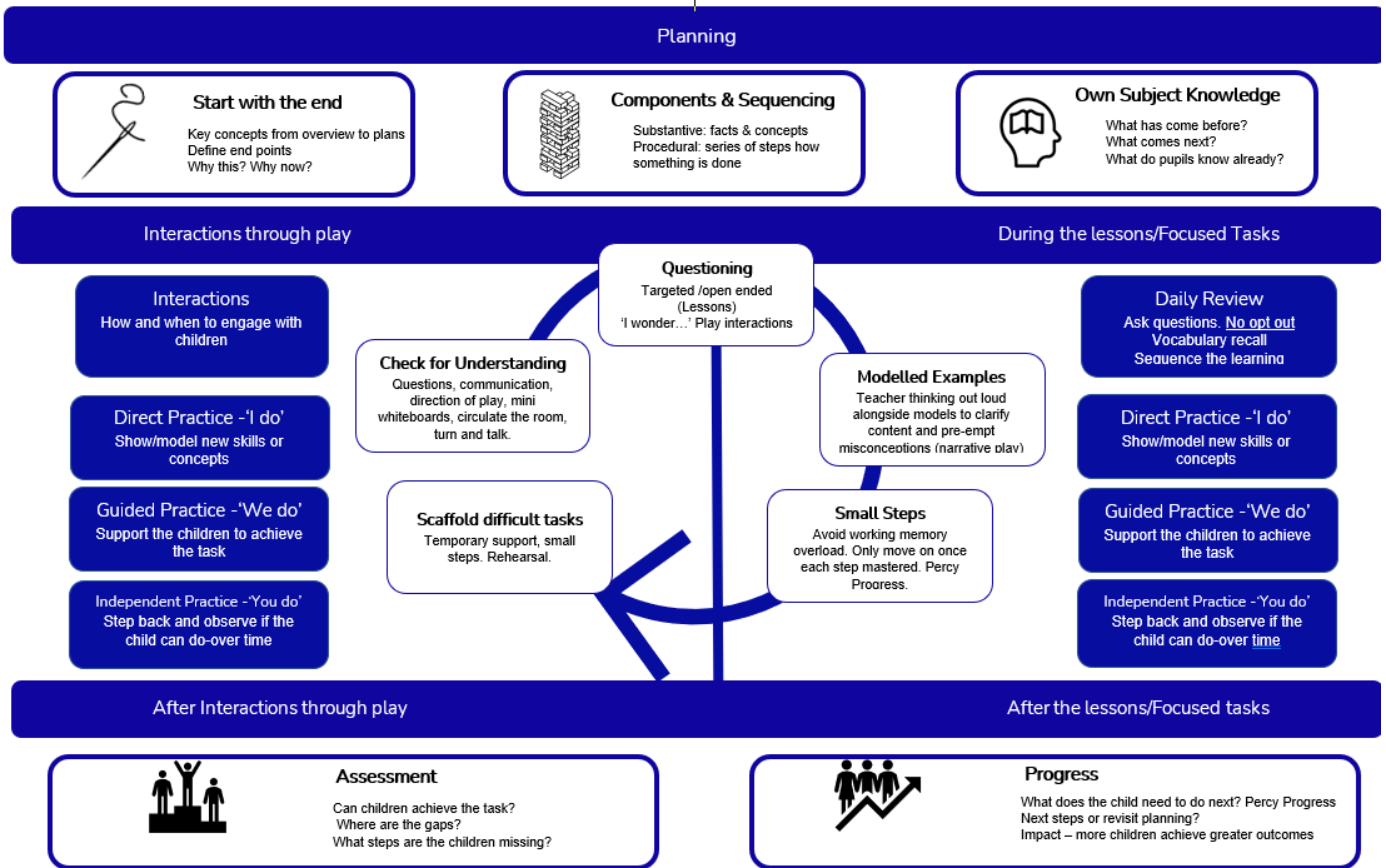 Planning
Start with the end
Key concepts from overview to plans
Define end points
Why this? Why now?
Components & Sequencing
Substantive: facts & concepts
Procedural: series of steps how
something is done
Own Subject Knowledge
What has come before?
What comes next?
What do pupils know already?
Interactions through play
During the lessons/Focused Tasks
Interactions
How and when to engage with
children
Direct Practice -‘I do’
Show/model new skills or
concepts
Guided Practice -‘We do’
Support the children to achieve
the task
Independent Practice -‘You do’
Step back and observe if the
child can do-over time
Questioning
Targeted /open ended
(Lessons)
‘I wonder…’ Play interactions
Check for Understanding
Questions, communication,
direction of play, mini
whiteboards, circulate the room,
turn and talk.
Modelled Examples
Teacher thinking out loud
alongside models to clarify
content and pre-empt
misconceptions (narrative play)
Scaffold difficult tasks
Temporary support, small
steps. Rehearsal.
Small Steps
Avoid working memory
overload. Only move on once
each step mastered. Percy
Progress.
Daily Review
Ask questions. No opt out
Vocabulary recall
Sequence the learning
Direct Practice -‘I do’
Show/model new skills or
concepts
Guided Practice -‘We do’
Support the children to achieve
the task
Independent Practice -‘You do’
Step back and observe if the
child can do-over time
After Interactions through play
After the lessons/Focused tasks
Assessment
Can children achieve the task?
Where are the gaps?
What steps are the children missing?
Progress
What does the child need to do next? Percy Progress
Next steps or revisit planning?
Impact – more children achieve greater outcomes